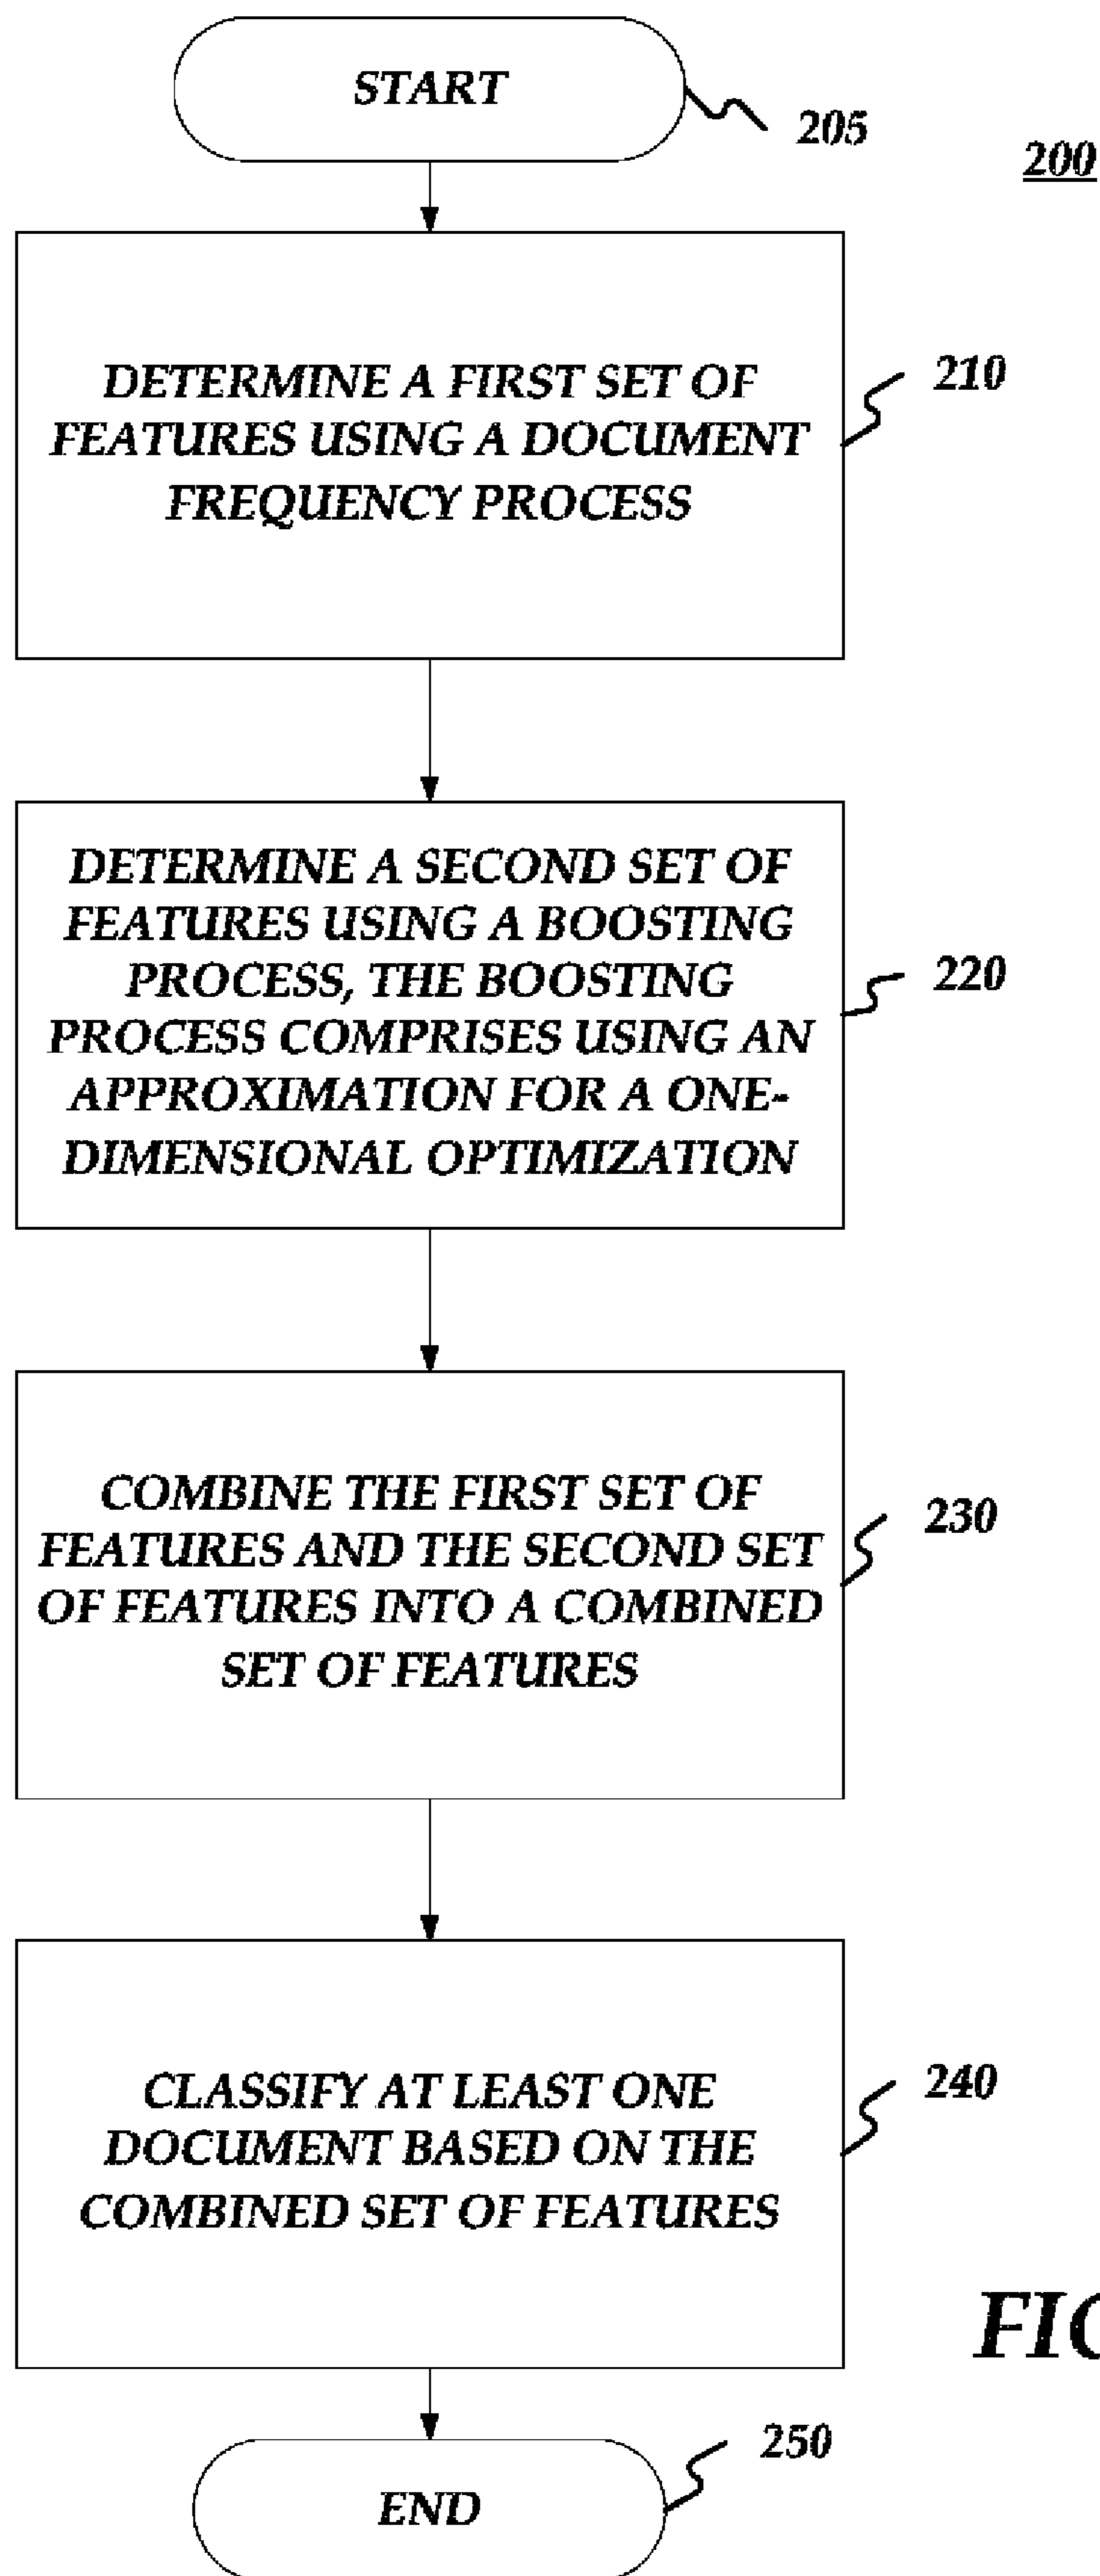 START
205
200
DETERMINE A FIRST SET OF
FEATURES USING A DOCUMENT
FREQUENCY PROCESS
210
DETERMINE A SECOND SET OF
FEATURES USING A BOOSTING
PROCESS, THE BOOSTING
PROCESS COMPRISES USING AN
APPROXIMATION FOR A ONE-
DIMENSIONAL OPTIMIZATION
220
COMBINE THE FIRST SET OF
FEATURES AND THE SECOND SET
OF FEATURES INTO A COMBINED
SET OF FEATURES
230
CLASSIFY AT LEAST ONE
DOCUMENT BASED ON THE
COMBINED SET OF FEATURES
240
END
250